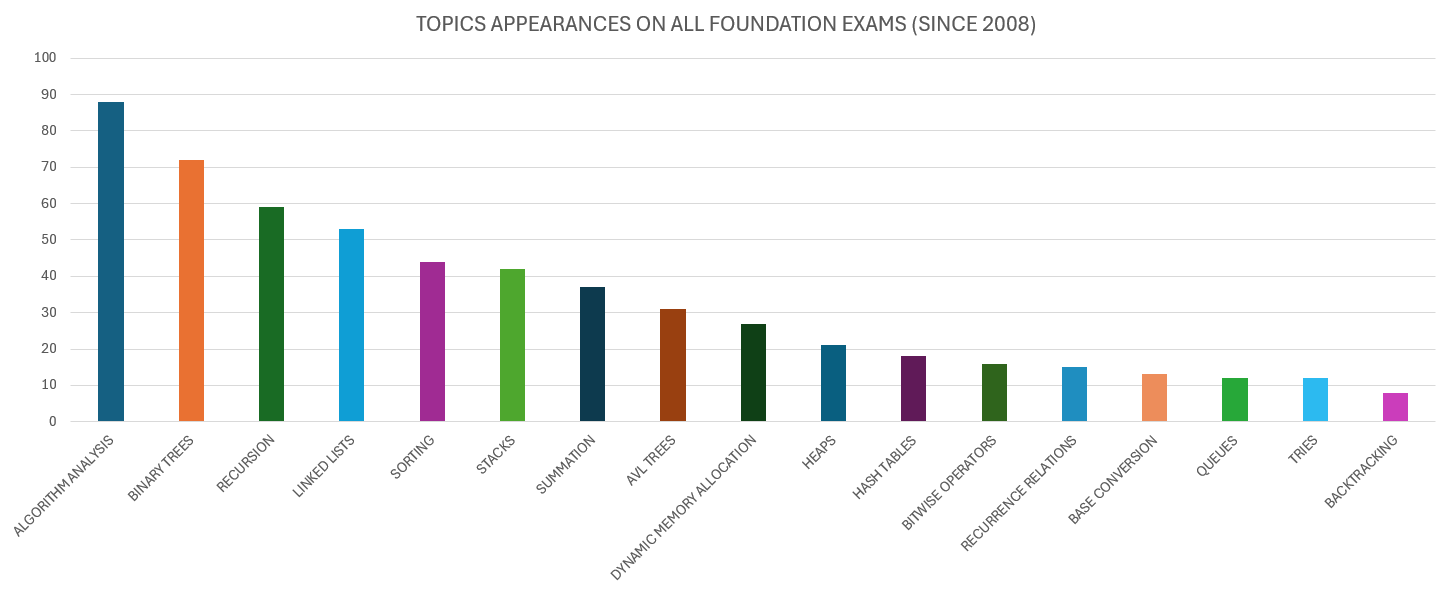 TOPICS APPEARANCES ON ALL FOUNDATION EXAMS (SINCE 2008)
100
90
80
70
60
50
40
30
20
10
0
ALGORITHM ANALYSIS
BINARY TREES
RECURSION
LINKED LISTS
SORTING
STACKS
SUMMATION
AVL TREES
DYNAMIC MEMORY ALLOCATION
HEAPS
HASH TABLES
BITWISE OPERATORS
RECURRENCE RELATIONS
BASE CONVERSION
QUEUES
TRIES
BACKTRACKING